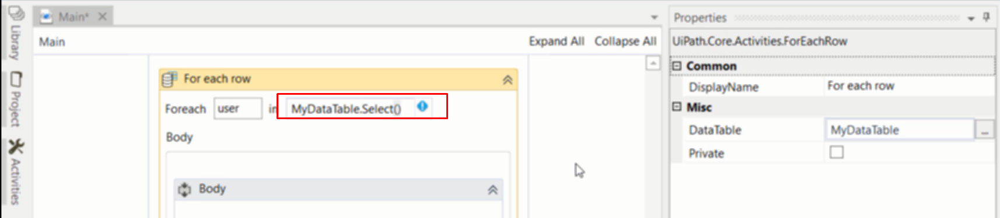 Library
Project
Activities
Main*
Main
Expand All
Collapse All
For each row
Foreach user in MyDataTable.Select()
Body
Body
Properties
UiPath.Core.Activities.ForEachRow
Common
DisplayName For each row
Misc
DataTable MyDataTable ...
Private